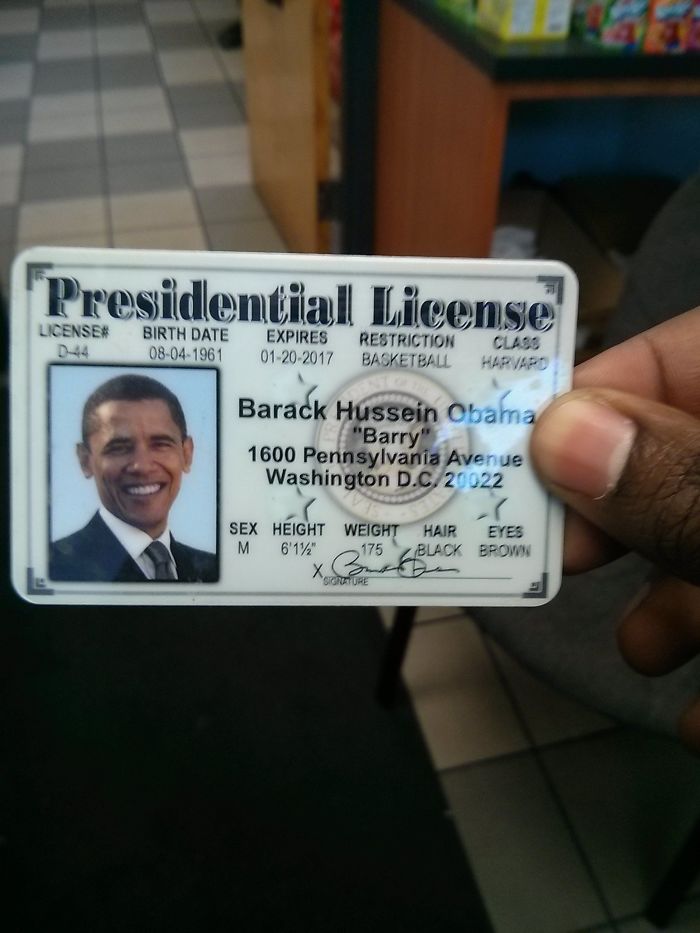 Presidential License
LICENSE# BIRTH DATE EXPIRES RESTRICTION CLASS
D-44 08-04-1961 01-20-2017 BASKETBALL HARVARD
Barack Hussein Obama
"Barry"
1600 Pennsylvania Avenue
Washington D.C. 20022
SEX HEIGHT WEIGHT HAIR EYES
M 6'1½" 175 BLACK BROWN
X
SIGNATURE